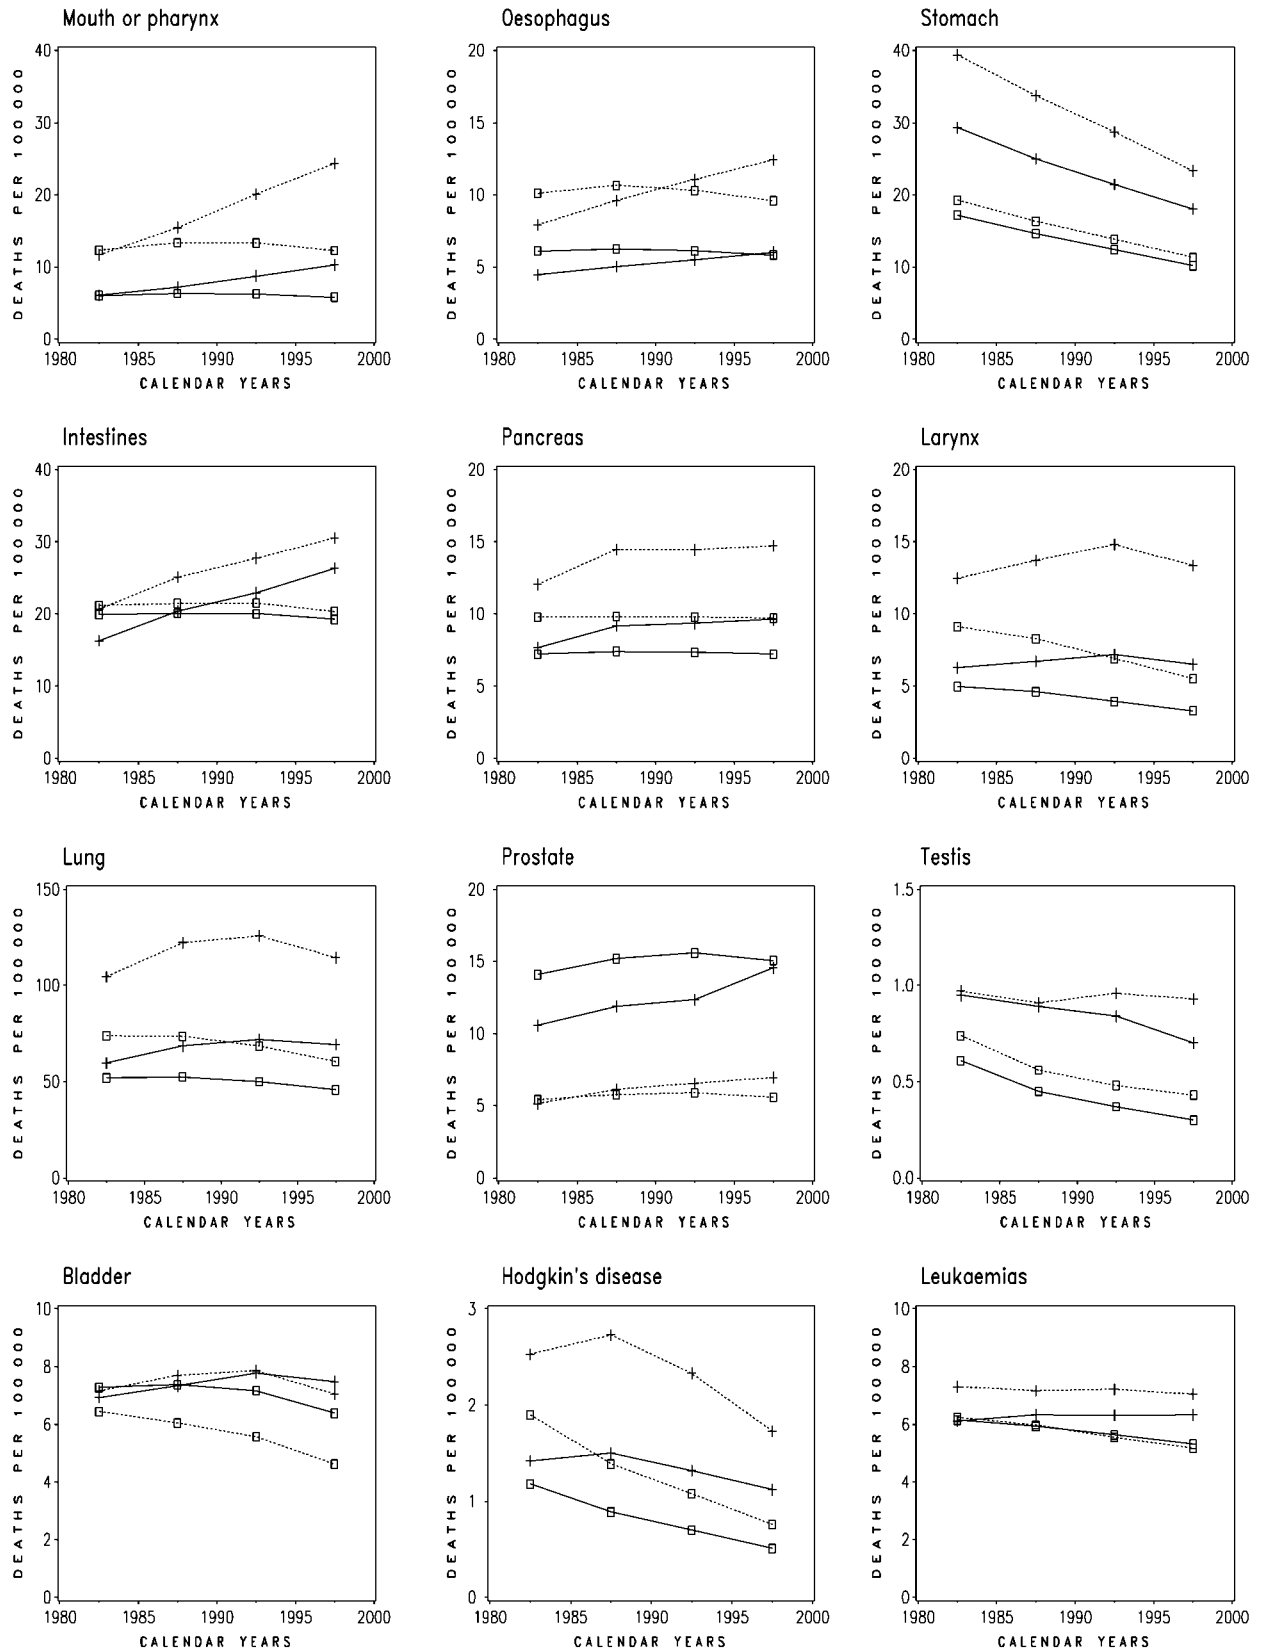 Mouth or pharynx
DEATHS PER 100 000
40
30
20
10
0
1980 1985 1990 1995 2000
CALENDAR YEARS
Oesophagus
DEATHS PER 100 000
20
15
10
5
0
1980 1985 1990 1995 2000
CALENDAR YEARS
Stomach
DEATHS PER 100 000
40
30
20
10
0
1980 1985 1990 1995 2000
CALENDAR YEARS
Intestines
DEATHS PER 100 000
40
30
20
10
0
1980 1985 1990 1995 2000
CALENDAR YEARS
Pancreas
DEATHS PER 100 000
20
15
10
5
0
1980 1985 1990 1995 2000
CALENDAR YEARS
Larynx
DEATHS PER 100 000
20
15
10
5
0
1980 1985 1990 1995 2000
CALENDAR YEARS
Lung
DEATHS PER 100 000
150
100
50
0
1980 1985 1990 1995 2000
CALENDAR YEARS
Prostate
DEATHS PER 100 000
20
15
10
5
0
1980 1985 1990 1995 2000
CALENDAR YEARS
Testis
DEATHS PER 100 000
1.5
1.0
0.5
0.0
1980 1985 1990 1995 2000
CALENDAR YEARS
Bladder
DEATHS PER 100 000
10
8
6
4
2
0
1980 1985 1990 1995 2000
CALENDAR YEARS
Hodgkin's disease
DEATHS PER 100 000
3
2
1
0
1980 1985 1990 1995 2000
CALENDAR YEARS
Leukaemias
DEATHS PER 100 000
10
8
6
4
2
0
1980 1985 1990 1995 2000
CALENDAR YEARS